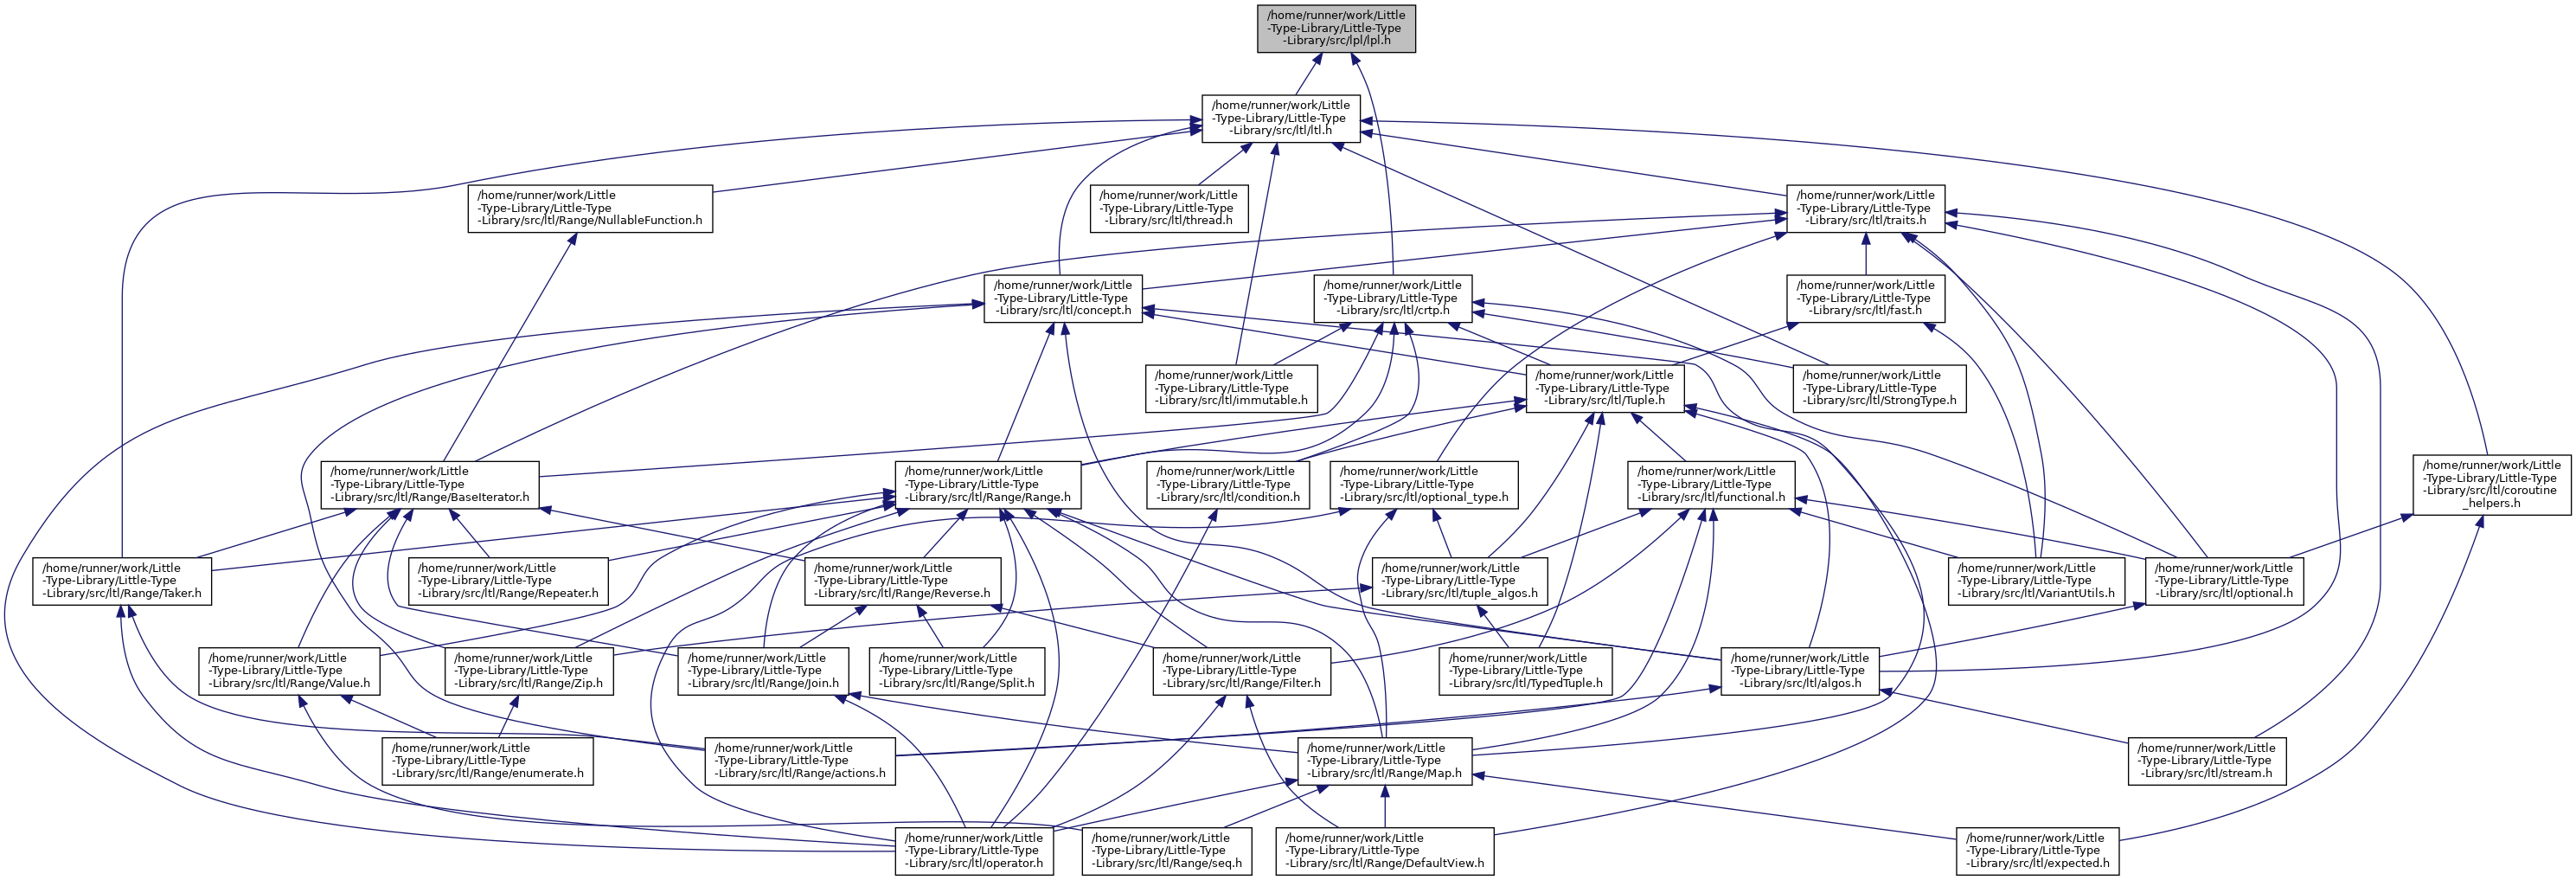 /home/runner/work/Little
-Type-Library/Little-Type
-Library/src/lpl/lpl.h
/home/runner/work/Little
-Type-Library/Little-Type
-Library/src/ltl/ltl.h
/home/runner/work/Little
-Type-Library/Little-Type
-Library/src/ltl/Range/NullableFunction.h
/home/runner/work/Little
-Type-Library/Little-Type
-Library/src/ltl/thread.h
/home/runner/work/Little
-Type-Library/Little-Type
-Library/src/ltl/traits.h
/home/runner/work/Little
-Type-Library/Little-Type
-Library/src/ltl/concept.h
/home/runner/work/Little
-Type-Library/Little-Type
-Library/src/ltl/crtp.h
/home/runner/work/Little
-Type-Library/Little-Type
-Library/src/ltl/fast.h
/home/runner/work/Little
-Type-Library/Little-Type
-Library/src/ltl/immutable.h
/home/runner/work/Little
-Type-Library/Little-Type
-Library/src/ltl/Tuple.h
/home/runner/work/Little
-Type-Library/Little-Type
-Library/src/ltl/StrongType.h
/home/runner/work/Little
-Type-Library/Little-Type
-Library/src/ltl/Range/BaseIterator.h
/home/runner/work/Little
-Type-Library/Little-Type
-Library/src/ltl/Range/Range.h
/home/runner/work/Little
-Type-Library/Little-Type
-Library/src/ltl/condition.h
/home/runner/work/Little
-Type-Library/Little-Type
-Library/src/ltl/optional_type.h
/home/runner/work/Little
-Type-Library/Little-Type
-Library/src/ltl/functional.h
/home/runner/work/Little
-Type-Library/Little-Type
-Library/src/ltl/coroutine
_helpers.h
/home/runner/work/Little
-Type-Library/Little-Type
-Library/src/ltl/Range/Taker.h
/home/runner/work/Little
-Type-Library/Little-Type
-Library/src/ltl/Range/Repeater.h
/home/runner/work/Little
-Type-Library/Little-Type
-Library/src/ltl/Range/Reverse.h
/home/runner/work/Little
-Type-Library/Little-Type
-Library/src/ltl/tuple_algos.h
/home/runner/work/Little
-Type-Library/Little-Type
-Library/src/ltl/VariantUtils.h
/home/runner/work/Little
-Type-Library/Little-Type
-Library/src/ltl/optional.h
/home/runner/work/Little
-Type-Library/Little-Type
-Library/src/ltl/Range/Value.h
/home/runner/work/Little
-Type-Library/Little-Type
-Library/src/ltl/Range/Zip.h
/home/runner/work/Little
-Type-Library/Little-Type
-Library/src/ltl/Range/Join.h
/home/runner/work/Little
-Type-Library/Little-Type
-Library/src/ltl/Range/Split.h
/home/runner/work/Little
-Type-Library/Little-Type
-Library/src/ltl/Range/Filter.h
/home/runner/work/Little
-Type-Library/Little-Type
-Library/src/ltl/TypedTuple.h
/home/runner/work/Little
-Type-Library/Little-Type
-Library/src/ltl/algos.h
/home/runner/work/Little
-Type-Library/Little-Type
-Library/src/ltl/Range/enumerate.h
/home/runner/work/Little
-Type-Library/Little-Type
-Library/src/ltl/Range/actions.h
/home/runner/work/Little
-Type-Library/Little-Type
-Library/src/ltl/Range/Map.h
/home/runner/work/Little
-Type-Library/Little-Type
-Library/src/ltl/stream.h
/home/runner/work/Little
-Type-Library/Little-Type
-Library/src/ltl/operator.h
/home/runner/work/Little
-Type-Library/Little-Type
-Library/src/ltl/Range/seq.h
/home/runner/work/Little
-Type-Library/Little-Type
-Library/src/ltl/Range/DefaultView.h
/home/runner/work/Little
-Type-Library/Little-Type
-Library/src/ltl/expected.h